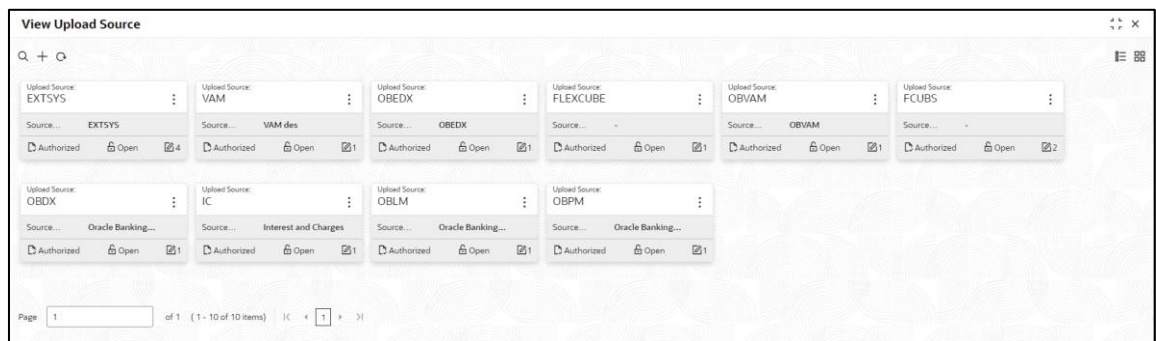 View Upload Source
Upload Source: Upload Source: Upload Source: Upload Source: Upload Source: Upload Source:
EXTSYS VAM OBEDX FLEXCUBE OBVAM FCUBS
Source... EXTSYS Source... VAM des Source... OBEDX Source... - Source... OBVAM Source... -
Authorized Open 4 Authorized Open 1 Authorized Open 1 Authorized Open 1 Authorized Open 1 Authorized Open 2
Upload Source: Upload Source: Upload Source: Upload Source:
OBDX IC OBLM OBPM
Source... Oracle Banking... Source... Interest and Charges Source... Oracle Banking... Source... Oracle Banking...
Authorized Open 1 Authorized Open 1 Authorized Open 1 Authorized Open 1
Page 1 of 1 (1 - 10 of 10 items) 1